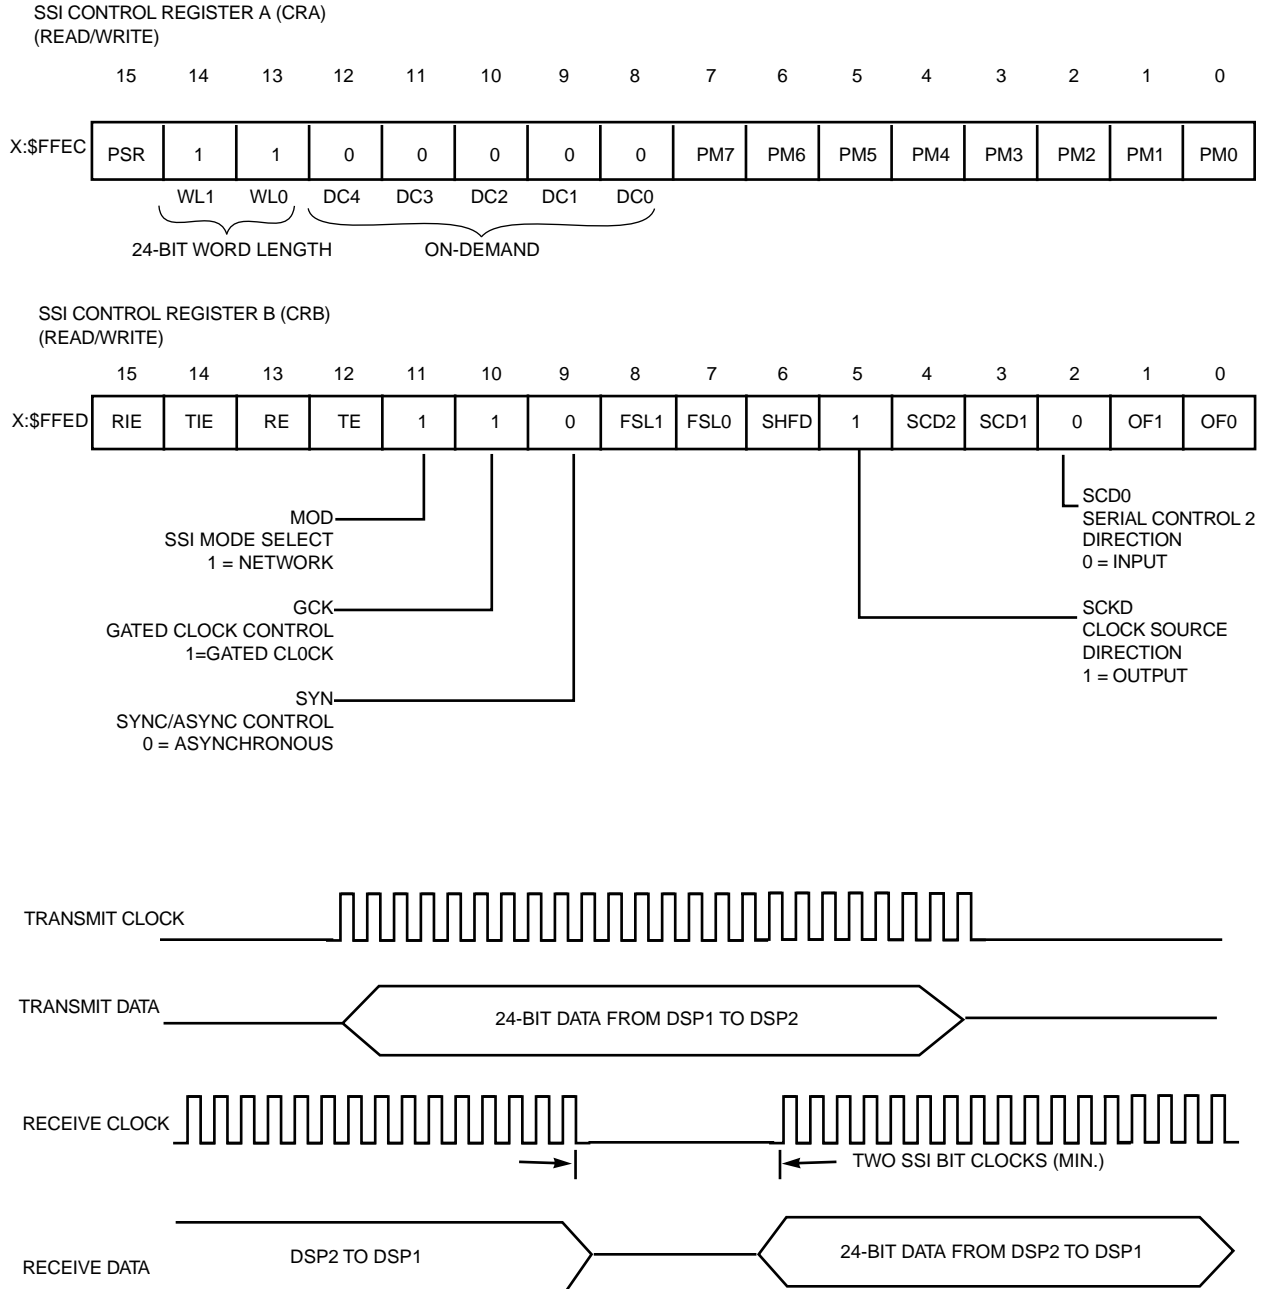 SSI CONTROL REGISTER A (CRA)
(READ/WRITE)
15 14 13 12 11 10 9 8 7 6 5 4 3 2 1 0
X:$FFEC PSR 1 1 0 0 0 0 0 PM7 PM6 PM5 PM4 PM3 PM2 PM1 PM0
WL1 WL0 DC4 DC3 DC2 DC1 DC0
24-BIT WORD LENGTH ON-DEMAND
SSI CONTROL REGISTER B (CRB)
(READ/WRITE)
15 14 13 12 11 10 9 8 7 6 5 4 3 2 1 0
X:$FFED RIE TIE RE TE 1 1 0 FSL1 FSL0 SHFD 1 SCD2 SCD1 0 OF1 OF0
MOD
SSI MODE SELECT
1 = NETWORK
GCK
GATED CLOCK CONTROL
1=GATED CL0CK
SYN
SYNC/ASYNC CONTROL
0 = ASYNCHRONOUS
SCD0
SERIAL CONTROL 2
DIRECTION
0 = INPUT
SCKD
CLOCK SOURCE
DIRECTION
1 = OUTPUT
TRANSMIT CLOCK
TRANSMIT DATA
24-BIT DATA FROM DSP1 TO DSP2
RECEIVE CLOCK
TWO SSI BIT CLOCKS (MIN.)
RECEIVE DATA
DSP2 TO DSP1
24-BIT DATA FROM DSP2 TO DSP1